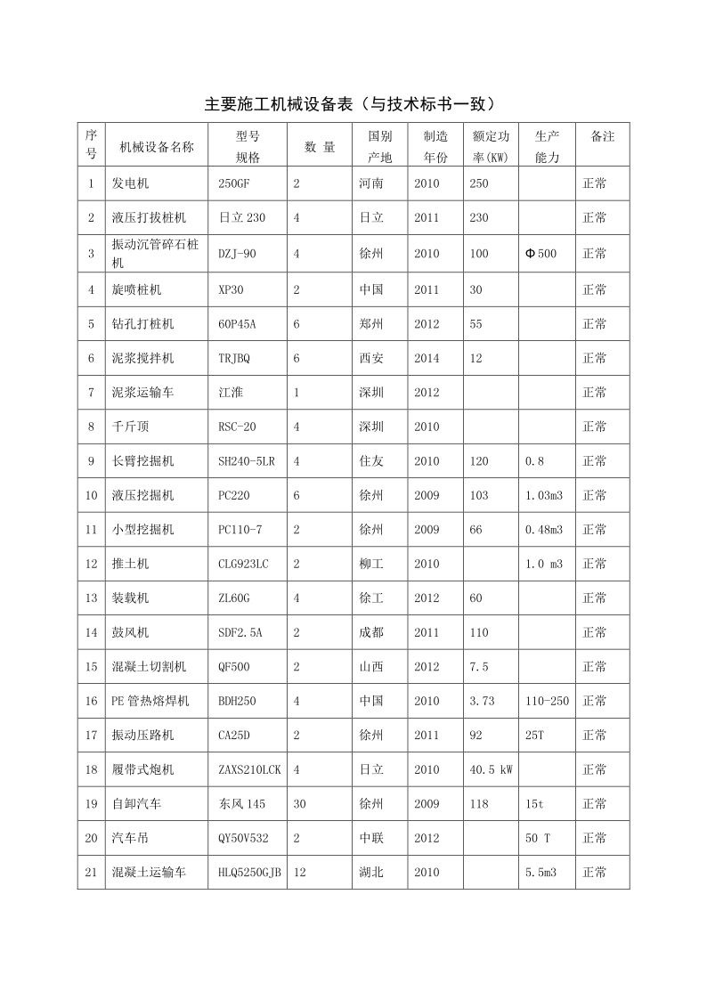 主要施工机械设备表（与技术标书一致）
序号 机械设备名称 型号规格 数 量 国别产地 制造年份 额定功率(KW) 生产能力 备注
1 发电机 250GF 2 河南 2010 250 正常
2 液压打拔桩机 日立 230 4 日立 2011 230 正常
3 振动沉管碎石桩机 DZJ-90 4 徐州 2010 100 Φ500 正常
4 旋喷桩机 XP30 2 中国 2011 30 正常
5 钻孔打桩机 60P45A 6 郑州 2012 55 正常
6 泥浆搅拌机 TRJBQ 6 西安 2014 12 正常
7 泥浆运输车 江淮 1 深圳 2012 正常
8 千斤顶 RSC-20 4 深圳 2010 正常
9 长臂挖掘机 SH240-5LR 4 住友 2010 120 0.8 正常
10 液压挖掘机 PC220 6 徐州 2009 103 1.03m3 正常
11 小型挖掘机 PC110-7 2 徐州 2009 66 0.48m3 正常
12 推土机 CLG923LC 2 柳工 2010 1.0 m3 正常
13 装载机 ZL60G 4 徐工 2012 60 正常
14 鼓风机 SDF2.5A 2 成都 2011 110 正常
15 混凝土切割机 QF500 2 山西 2012 7.5 正常
16 PE 管热熔焊机 BDH250 4 中国 2010 3.73 110-250 正常
17 振动压路机 CA25D 2 徐州 2011 92 25T 正常
18 履带式炮机 ZAXS210LCK 4 日立 2010 40.5 kW 正常
19 自卸汽车 东风 145 30 徐州 2009 118 15t 正常
20 汽车吊 QY50V532 2 中联 2012 50 T 正常
21 混凝土运输车 HLQ5250GJB 12 湖北 2010 5.5m3 正常